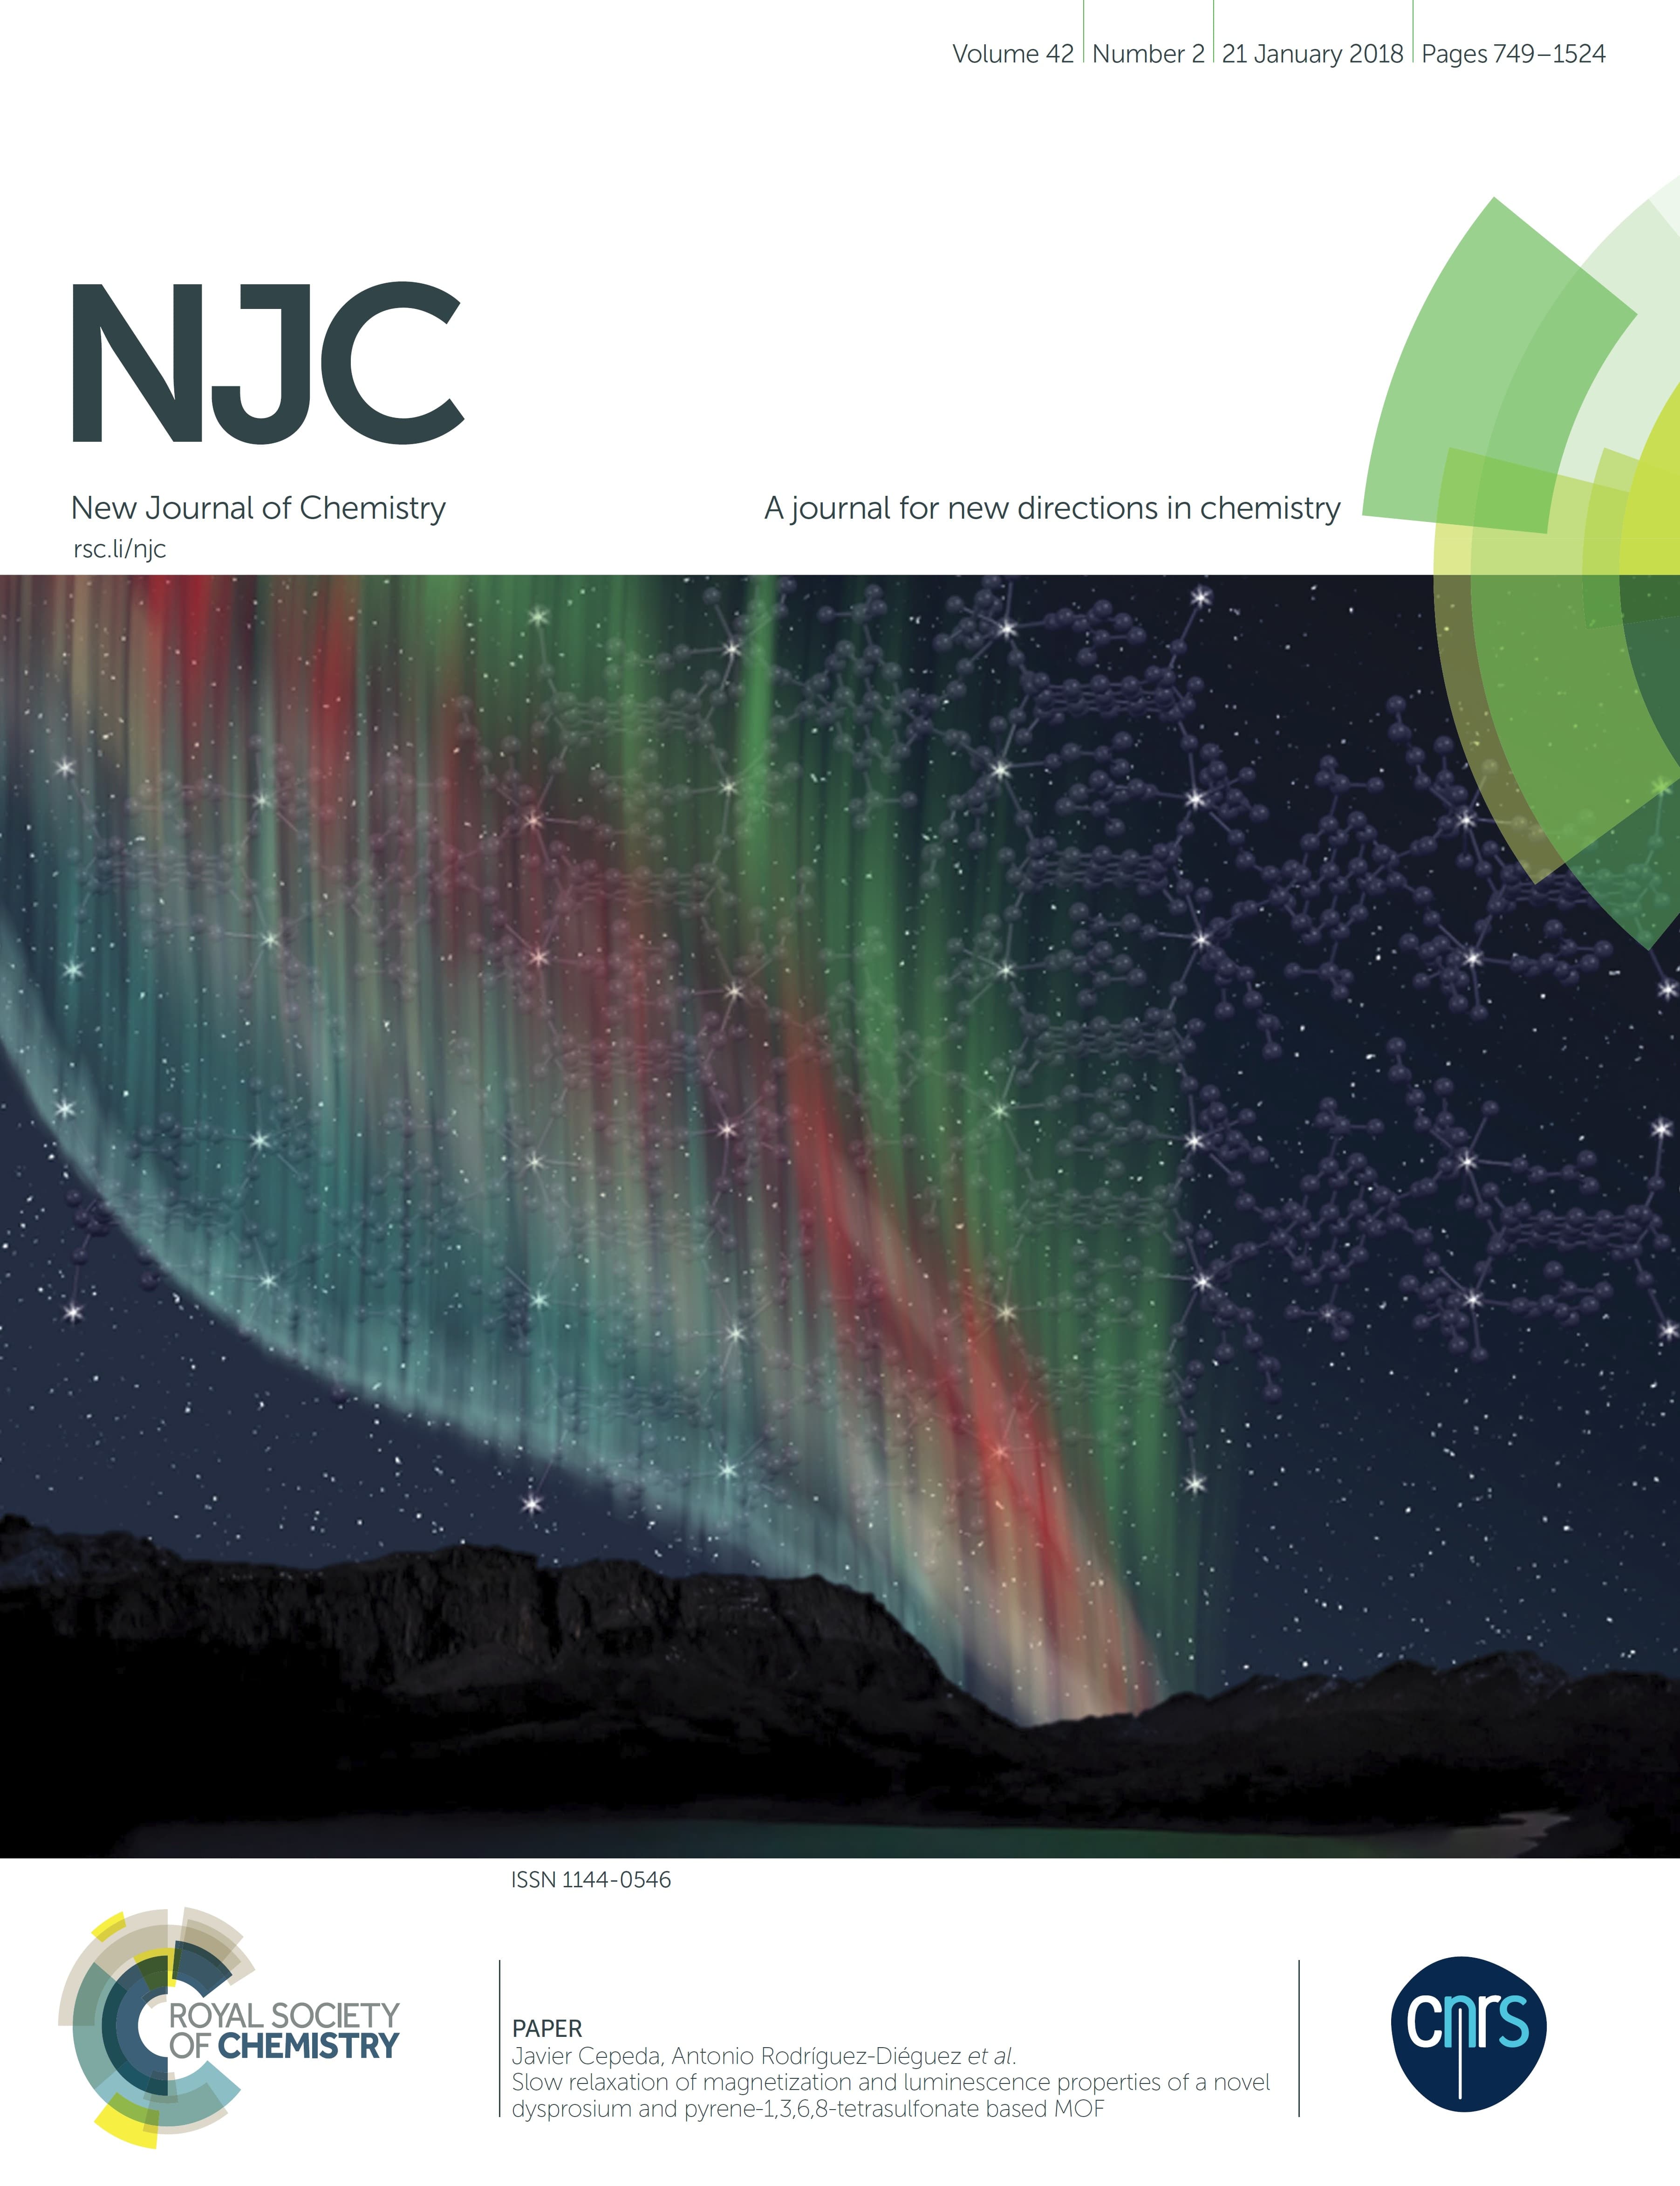 Volume 42 Number 2 21 January 2018 Pages 749–1524
NJC
New Journal of Chemistry
A journal for new directions in chemistry
rsc.li/njc
ISSN 1144-0546
ROYAL SOCIETY
OF CHEMISTRY
PAPER
Javier Cepeda, Antonio Rodríguez-Diéguez et al.
Slow relaxation of magnetization and luminescence properties of a novel
dysprosium and pyrene-1,3,6,8-tetrasulfonate based MOF
cnrs